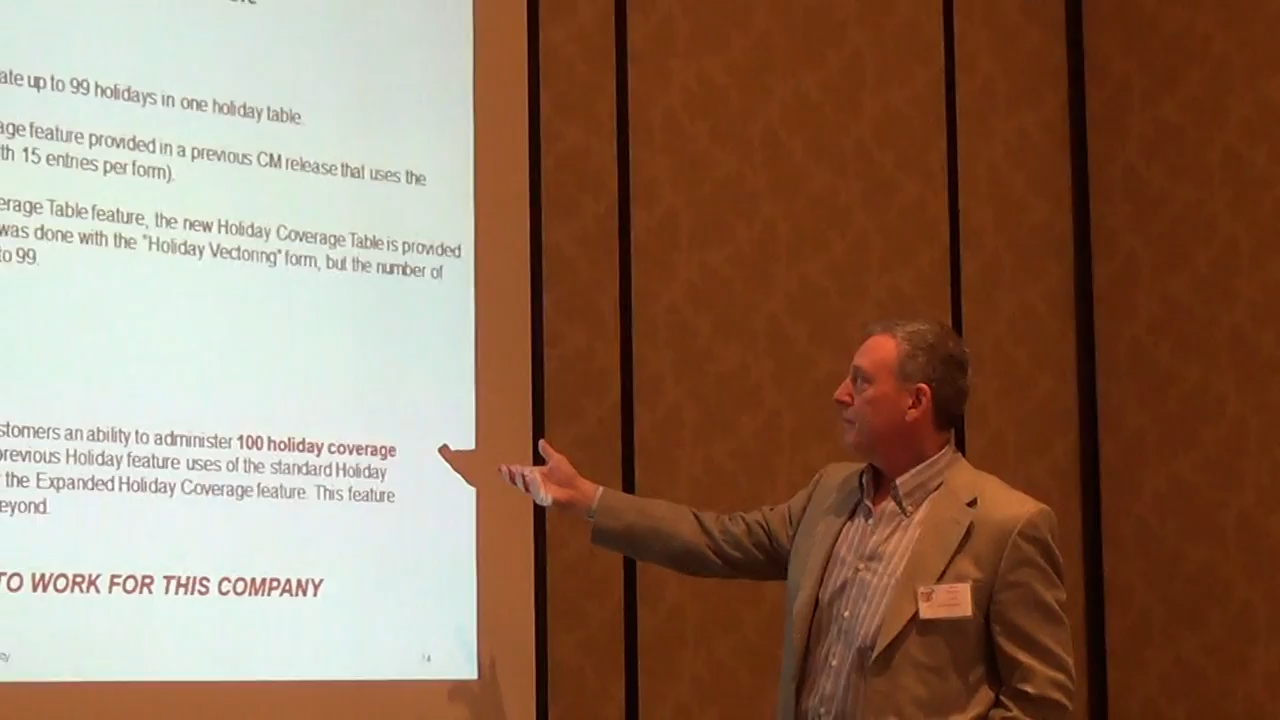 ate up to 99 holidays in one holiday table.
age feature provided in a previous CM release that uses the
th 15 entries per form).
erage Table feature, the new Holiday Coverage Table is provided
was done with the "Holiday Vectoring" form, but the number of
to 99.
stomers an ability to administer 100 holiday coverage
previous Holiday feature uses of the standard Holiday
the Expanded Holiday Coverage feature. This feature
eyond.
TO WORK FOR THIS COMPANY
14